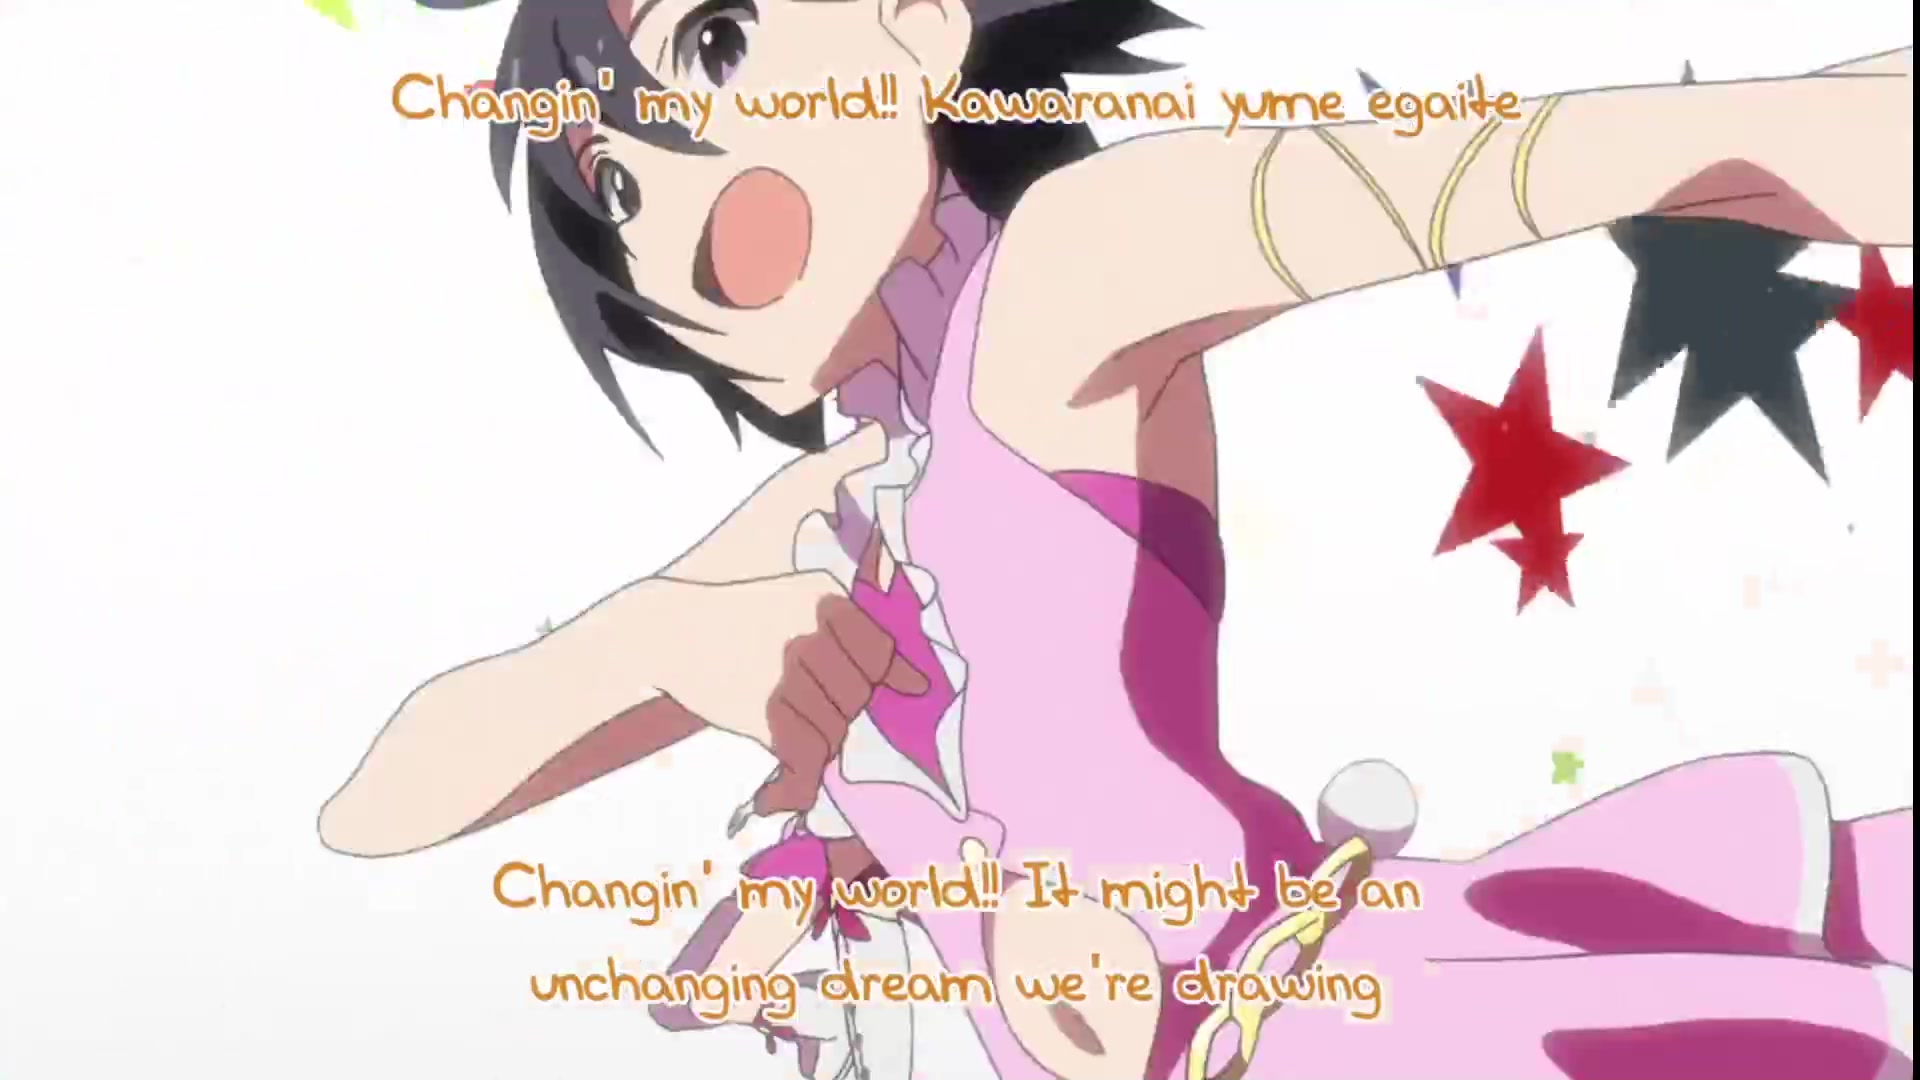 Changin' my world!! Kawaranai yume egaite
Changin' my world!! It might be an
unchanging dream we're drawing